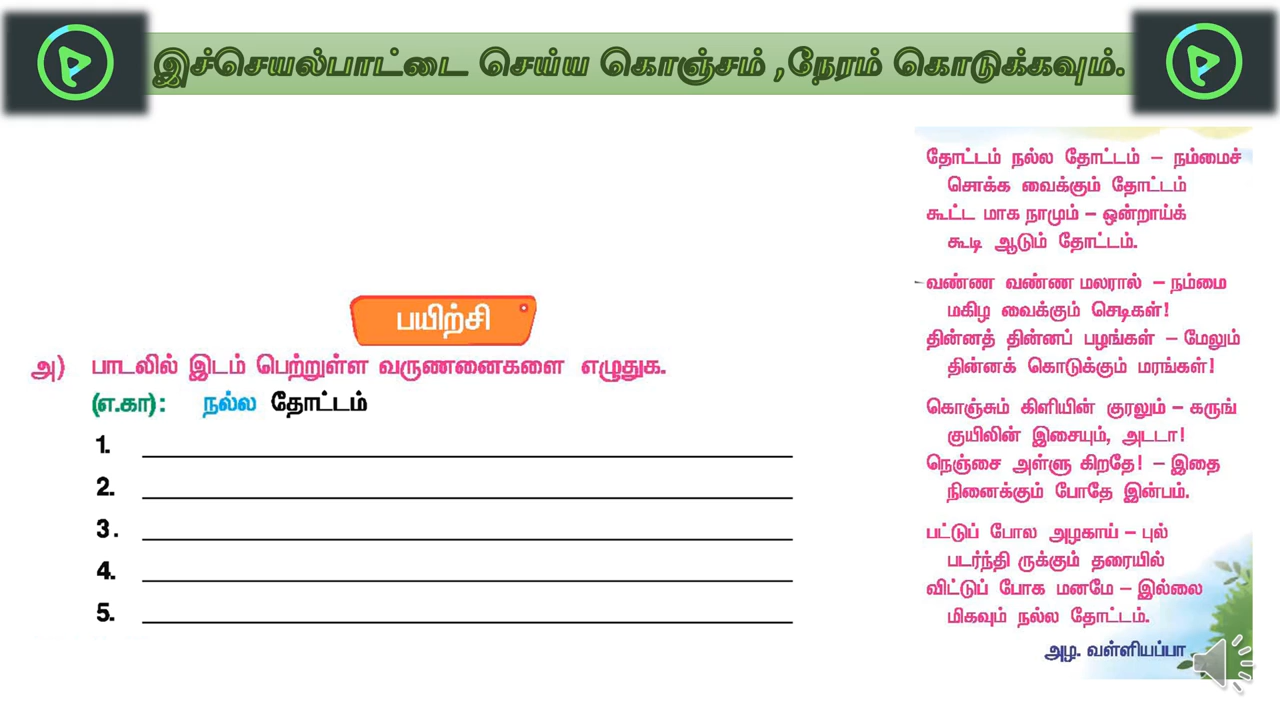 இச்செயல்பாட்டை செய்ய கொஞ்சம் ,நேரம் கொடுக்கவும்.
பயிற்சி
அ) பாடலில் இடம் பெற்றுள்ள வருணனைகளை எழுதுக.
(எ.கா) : நல்ல தோட்டம்
1.
2.
3.
4.
5.
தோட்டம் நல்ல தோட்டம் – நம்மைச்
சொக்க வைக்கும் தோட்டம்
கூட்ட மாக நாமும் – ஒன்றாய்க்
கூடி ஆடும் தோட்டம்.
வண்ண வண்ண மலரால் – நம்மை
மகிழ வைக்கும் செடிகள்!
தின்னத் தின்னப் பழங்கள் – மேலும்
தின்னக் கொடுக்கும் மரங்கள்!
கொஞ்சும் கிளியின் குரலும் – கருங்
குயிலின் இசையும், அடடா!
நெஞ்சை அள்ளு கிறதே! – இதை
நினைக்கும் போதே இன்பம்.
பட்டுப் போல அழகாய் – புல்
படர்ந்தி ருக்கும் தரையில்
விட்டுப் போக மனமே – இல்லை
மிகவும் நல்ல தோட்டம்.
அழ. வள்ளியப்பா